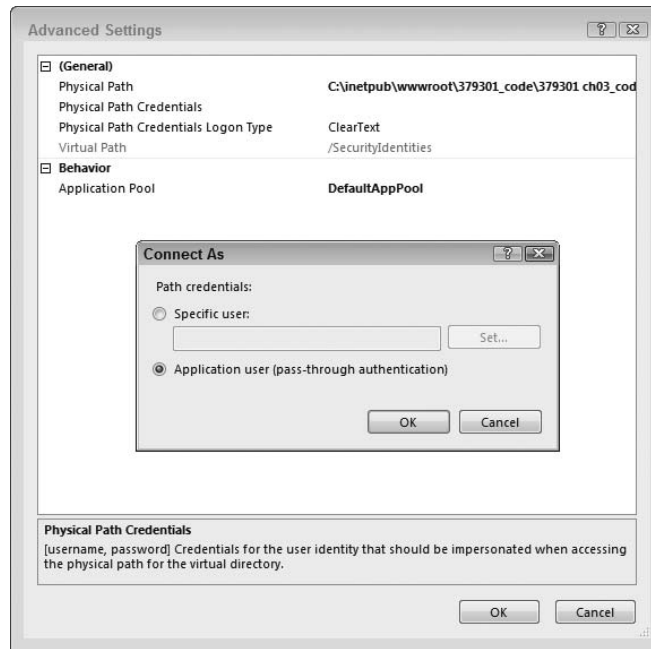 Advanced Settings
(General)
Physical Path C:\inetpub\wwwroot\379301_code\379301 ch03_cod
Physical Path Credentials
Physical Path Credentials Logon Type ClearText
Virtual Path /SecurityIdentities
Behavior
Application Pool DefaultAppPool
Connect As
Path credentials:
Specific user:
Set...
Application user (pass-through authentication)
OK Cancel
Physical Path Credentials
[username, password] Credentials for the user identity that should be impersonated when accessing
the physical path for the virtual directory.
OK Cancel